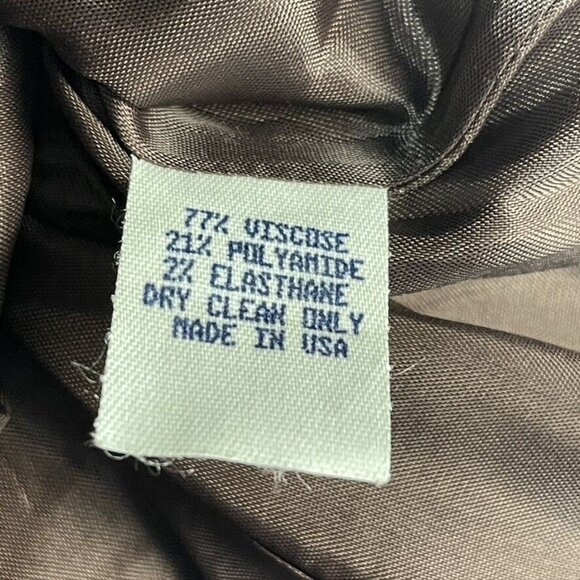 77% VISCOSE
21% POLYAMIDE
2% ELASTHANE
DRY CLEAN ONLY
MADE IN USA